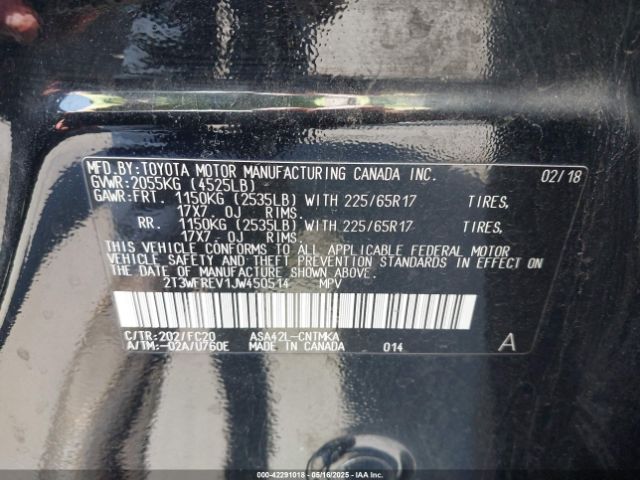 MFD.BY:TOYOTA MOTOR MANUFACTURING CANADA INC. 02/18
GVWR:2055KG (4525LB)
GAWR:FRT. 1150KG (2535LB) WITH 225/65R17 TIRES,
17X7.0J RIMS.
RR. 1150KG (2535LB) WITH 225/65R17 TIRES,
17X7.0J RIMS.
THIS VEHICLE CONFORMS TO ALL APPLICABLE FEDERAL MOTOR
VEHICLE SAFETY AND THEFT PREVENTION STANDARDS IN
EFFECT ON THE DATE OF MANUFACTURE SHOWN ABOVE.
2T3WFREV1JW450514 MPV
C/TR:202/FC20 ASA42L-CNTMKA
A/TM:-02A/U760E MADE IN CANADA 014 A
000-42291018 - 05/16/2025 - IAAI.com